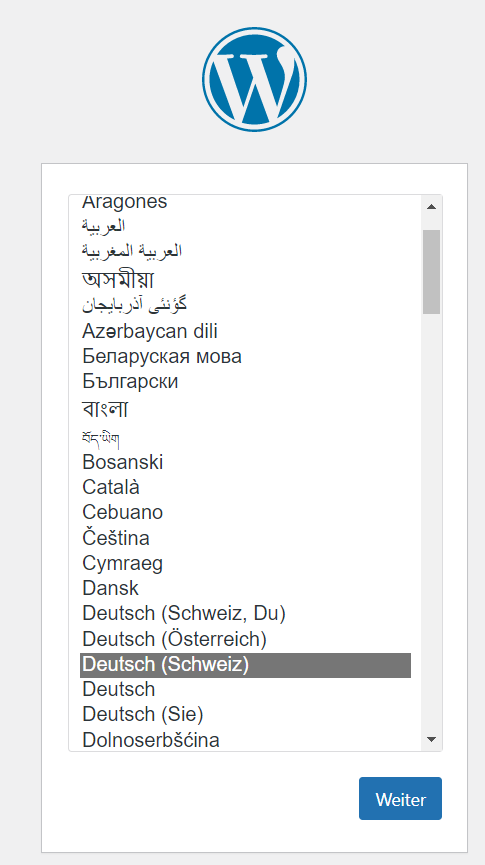 Aragonés
العربية
العربية المغربية
অসমীয়া
گؤنئی آذربایجان
Azərbaycan dili
Беларуская мова
Български
বাংলা
བོད་ཡིག
Bosanski
Català
Cebuano
Čeština
Cymraeg
Dansk
Deutsch (Schweiz, Du)
Deutsch (Österreich)
Deutsch (Schweiz)
Deutsch
Deutsch (Sie)
Dolnoserbšćina
Weiter